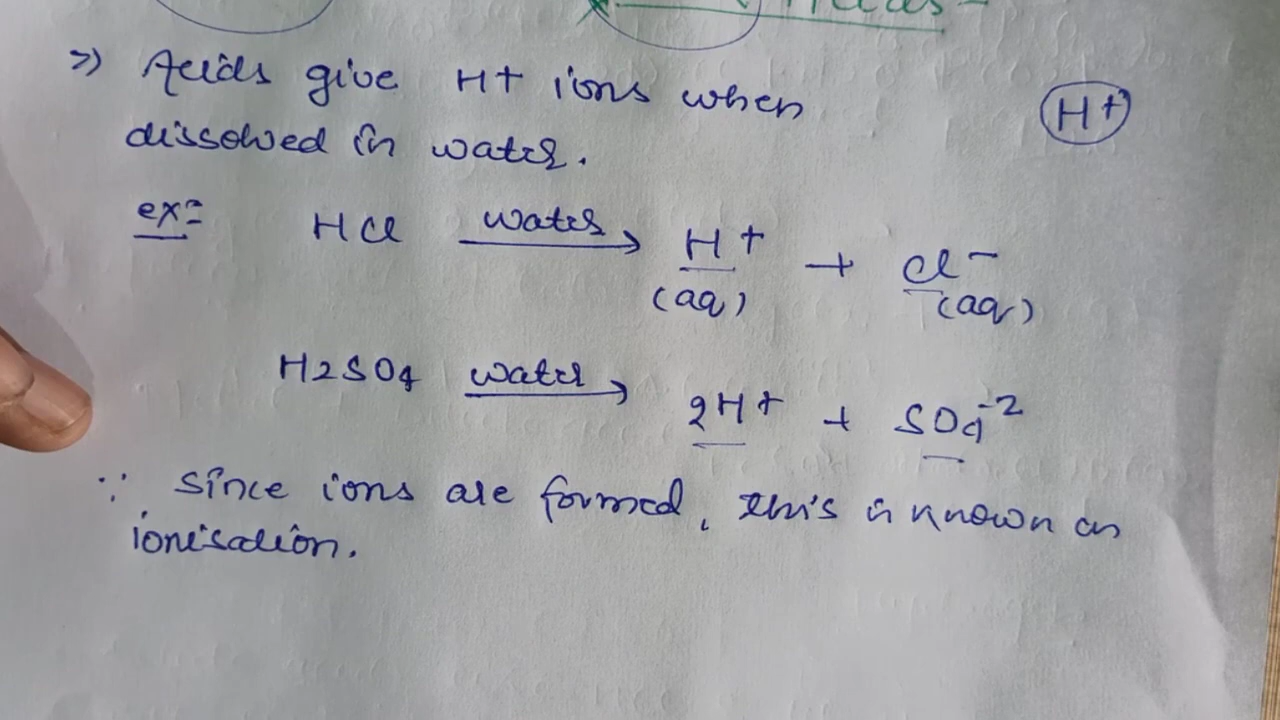 Acids -
=> Acids give H+ ions when H+
dissolved in water.
ex:- HCl water → H+ + Cl-
(aq) (aq)
H2SO4 water → 2H+ + SO4-2
∵ Since ions are formed, this is known as
ionisation.